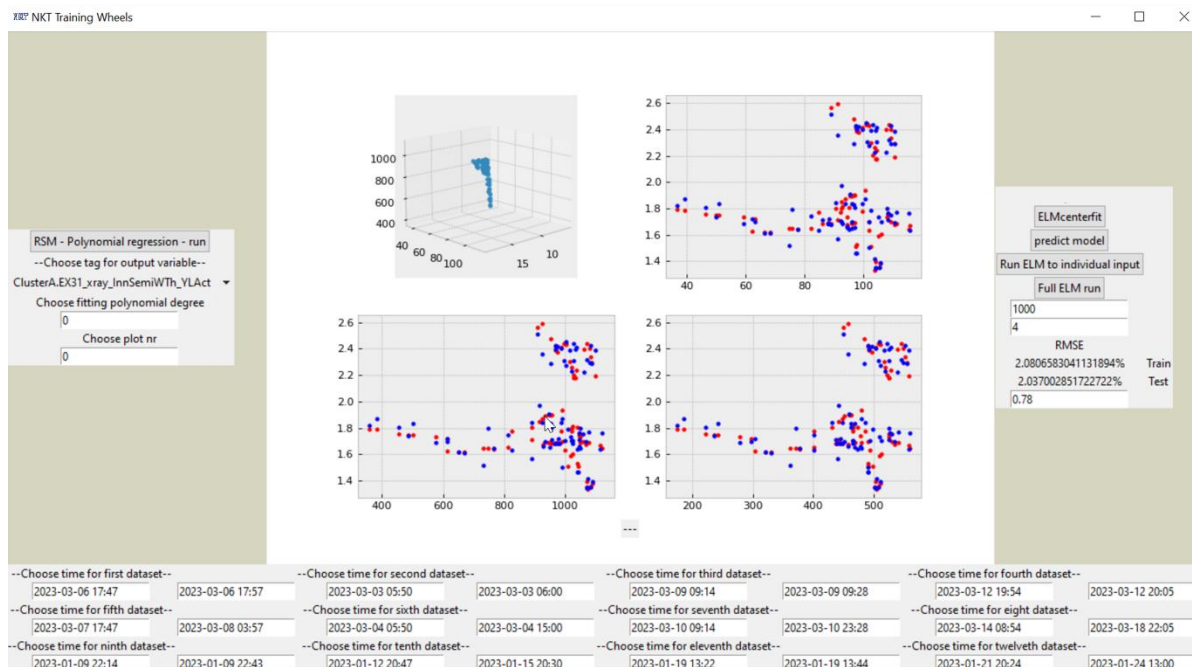 NKT Training Wheels
RSM - Polynomial regression - run
--Choose tag for output variable--
ClusterA.EX31_xray_InnSemiWTh_YLAct
Choose fitting polynomial degree
0
Choose plot nr
0
1000
800
600
400
40
60
80
100
15
10
2.6
2.4
2.2
2.0
1.8
1.6
1.4
40 60 80 100
2.6
2.4
2.2
2.0
1.8
1.6
1.4
400 600 800 1000
2.6
2.4
2.2
2.0
1.8
1.6
1.4
200 300 400 500
---
ELMcenterfit
predict model
Run ELM to individual input
Full ELM run
1000
4
RMSE
2.0806583041131894% Train
2.037002851722722% Test
0.78
--Choose time for first dataset-- --Choose time for second dataset-- --Choose time for third dataset-- --Choose time for fourth dataset--
2023-03-06 17:47 2023-03-06 17:57 2023-03-03 05:50 2023-03-03 06:00 2023-03-09 09:14 2023-03-09 09:28 2023-03-12 19:54 2023-03-12 20:05
--Choose time for fifth dataset-- --Choose time for sixth dataset-- --Choose time for seventh dataset-- --Choose time for eight dataset--
2023-03-07 17:47 2023-03-08 03:57 2023-03-04 05:50 2023-03-04 15:00 2023-03-10 09:14 2023-03-10 23:28 2023-03-14 08:54 2023-03-18 22:05
--Choose time for ninth dataset-- --Choose time for tenth dataset-- --Choose time for eleventh dataset-- --Choose time for twelveth dataset--
2023-01-09 22:14 2023-01-09 22:43 2023-01-12 20:47 2023-01-15 20:30 2023-01-19 13:22 2023-01-19 13:44 2023-01-21 20:24 2023-01-24 13:00